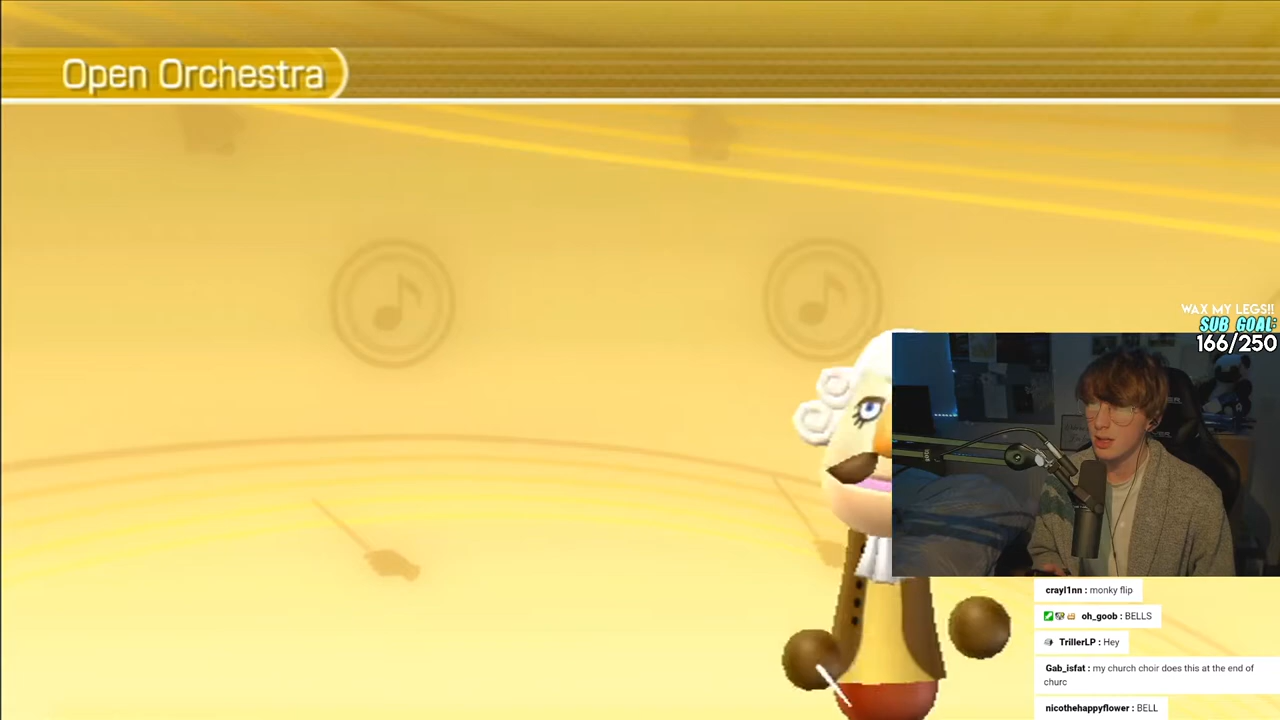 Open Orchestra
WAX MY LEGS!!
SUB GOAL:
166/250
crayl1nn : monky flip
oh_goob : BELLS
TrillerLP : Hey
Gab_isfat : my church choir does this at the end of
churc
nicothehappyflower : BELL